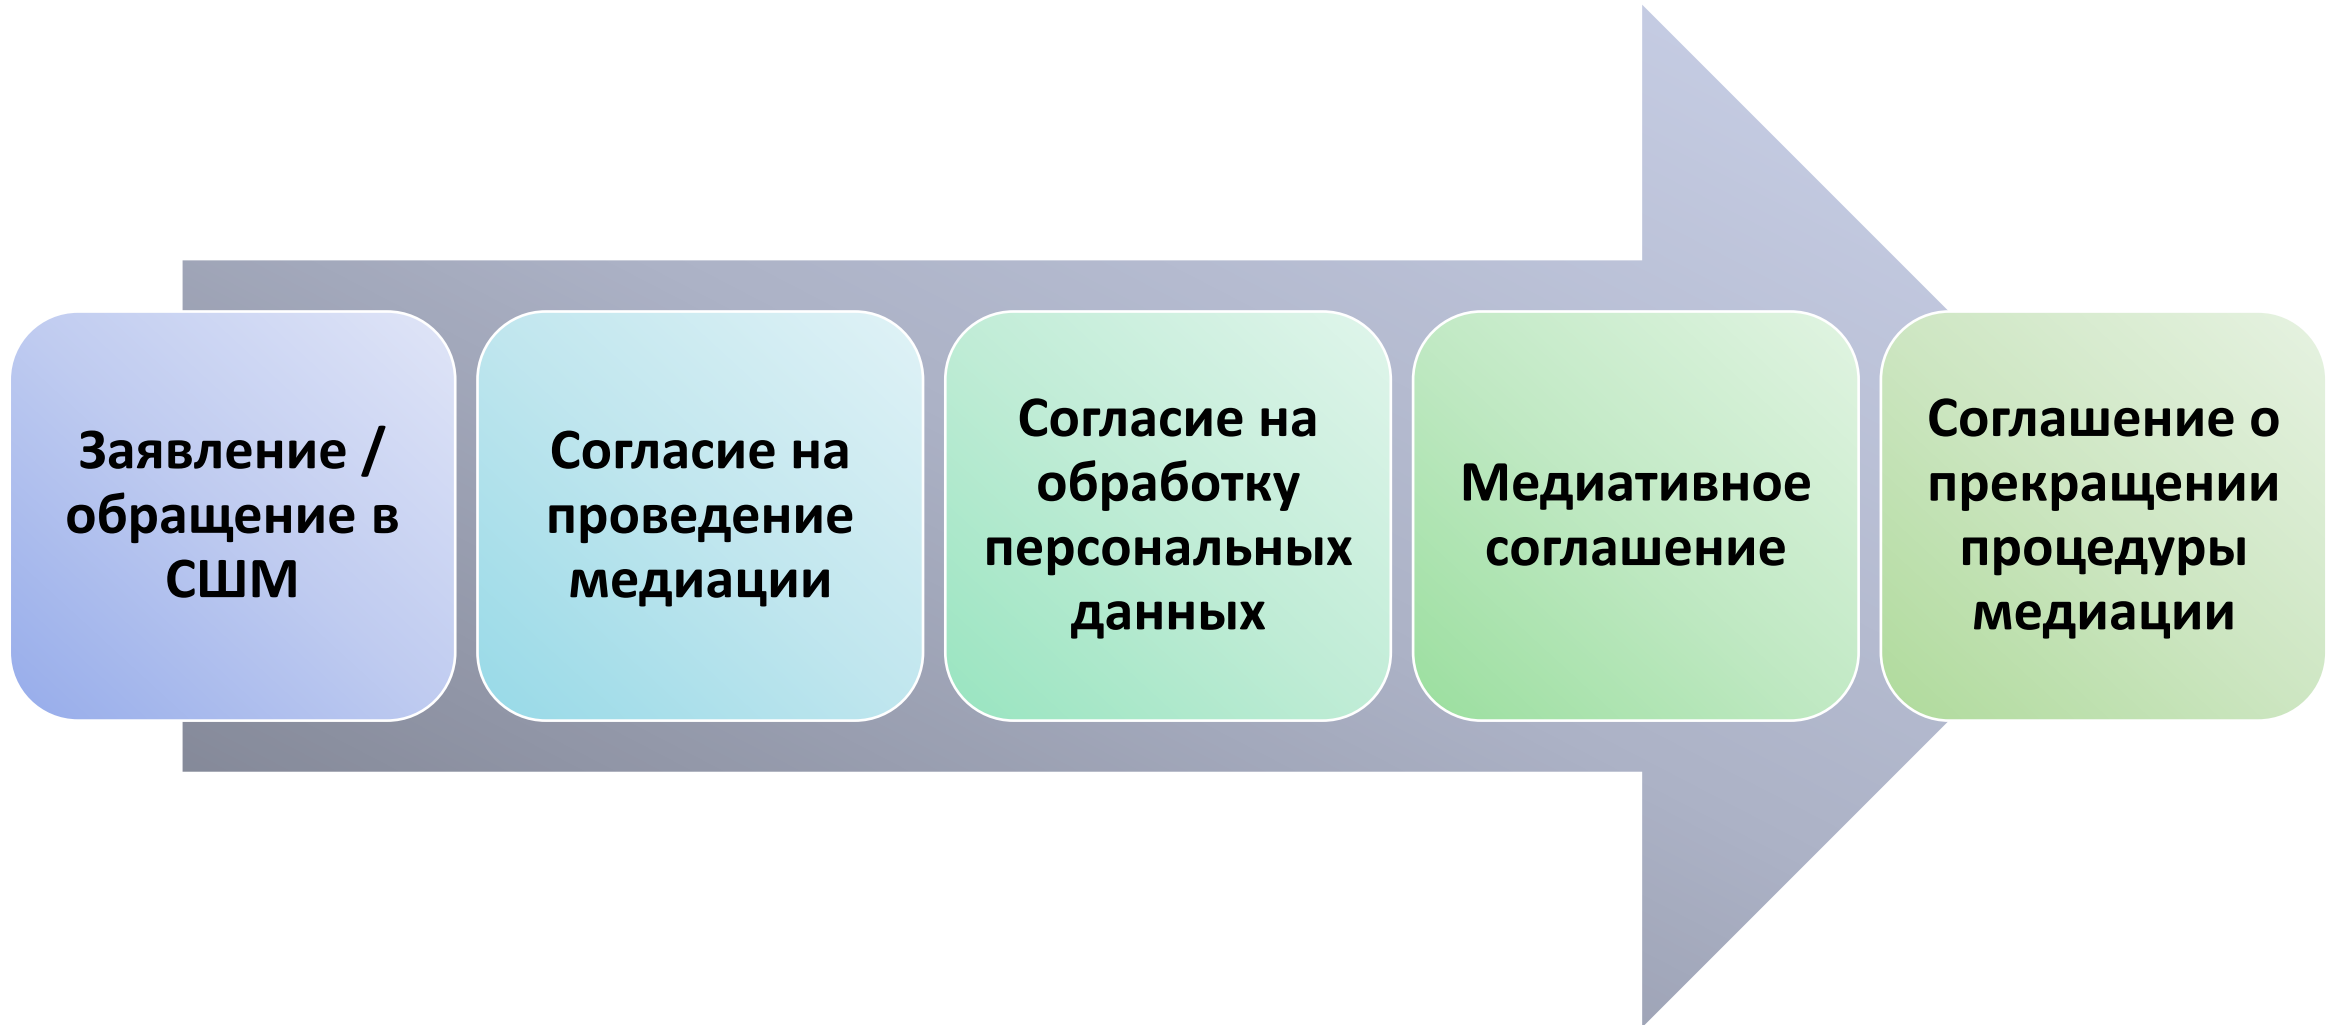 Заявление /
обращение в
СШМ
Согласие на
проведение
медиации
Согласие на
обработку
персональных
данных
Медиативное
соглашение
Соглашение о
прекращении
процедуры
медиации